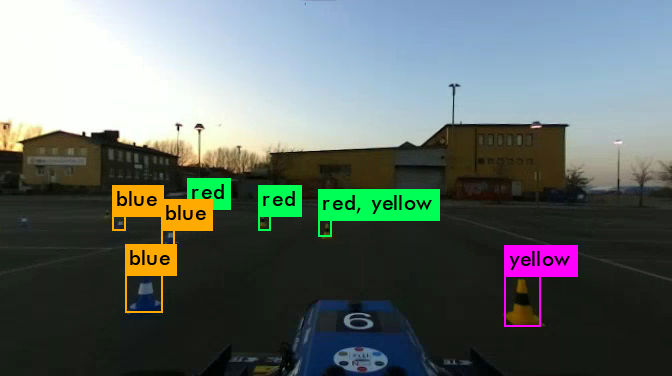 blue
red
blue
red
red, yellow
blue
yellow
6